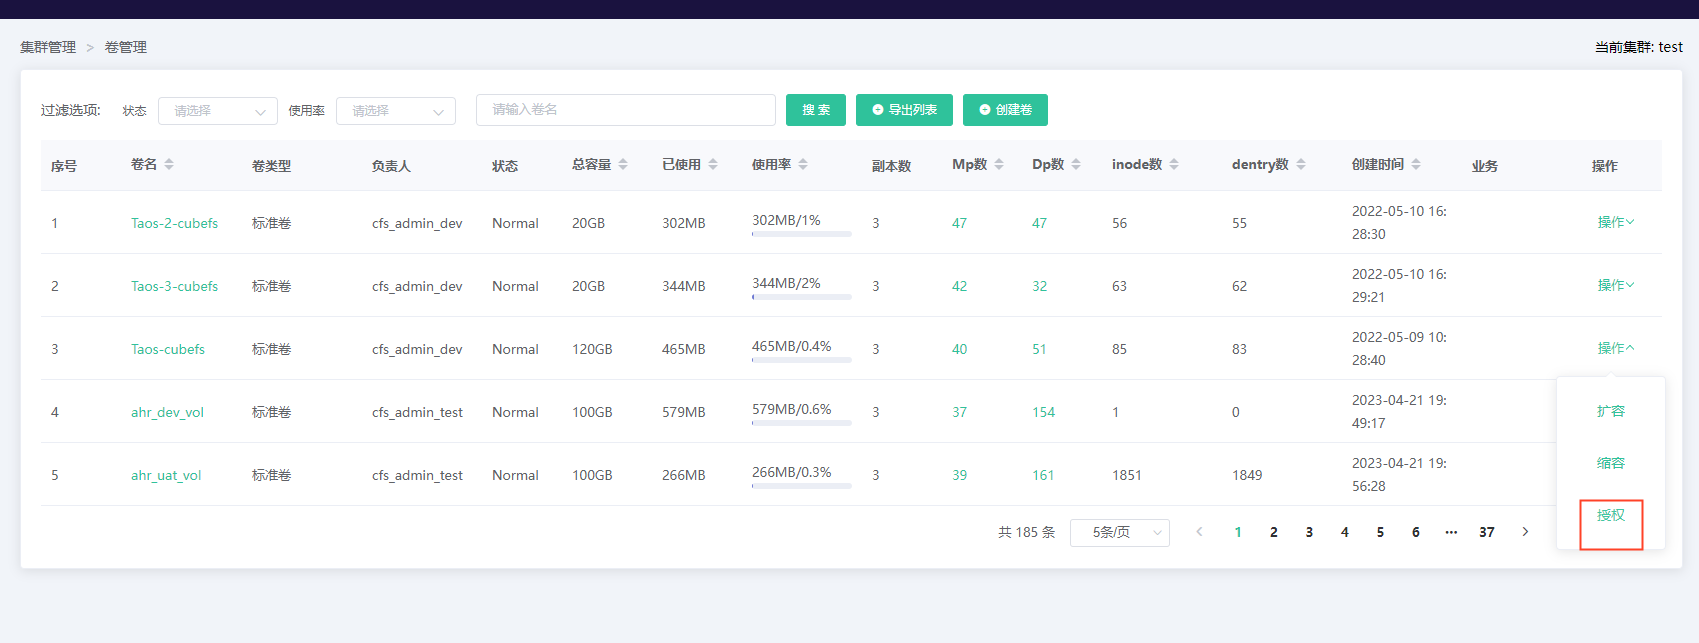 集群管理 > 卷管理 当前集群: test
过滤选项: 状态 请选择 使用率 请选择 请输入卷名 搜 索 导出列表 创建卷
序号 卷名 卷类型 负责人 状态 总容量 已使用 使用率 副本数 Mp数 Dp数 inode数 dentry数 创建时间 业务 操作
1 Taos-2-cubefs 标准卷 cfs_admin_dev Normal 20GB 302MB 302MB/1% 3 47 47 56 55 2022-05-10 16:
28:30 操作
2 Taos-3-cubefs 标准卷 cfs_admin_dev Normal 20GB 344MB 344MB/2% 3 42 32 63 62 2022-05-10 16:
29:21 操作
3 Taos-cubefs 标准卷 cfs_admin_dev Normal 120GB 465MB 465MB/0.4% 3 40 51 85 83 2022-05-09 10:
28:40 操作
4 ahr_dev_vol 标准卷 cfs_admin_test Normal 100GB 579MB 579MB/0.6% 3 37 154 1 0 2023-04-21 19:
49:17
5 ahr_uat_vol 标准卷 cfs_admin_test Normal 100GB 266MB 266MB/0.3% 3 39 161 1851 1849 2023-04-21 19:
56:28
扩容
缩容
授权
共 185 条 5条/页 < 1 2 3 4 5 6 ··· 37 >